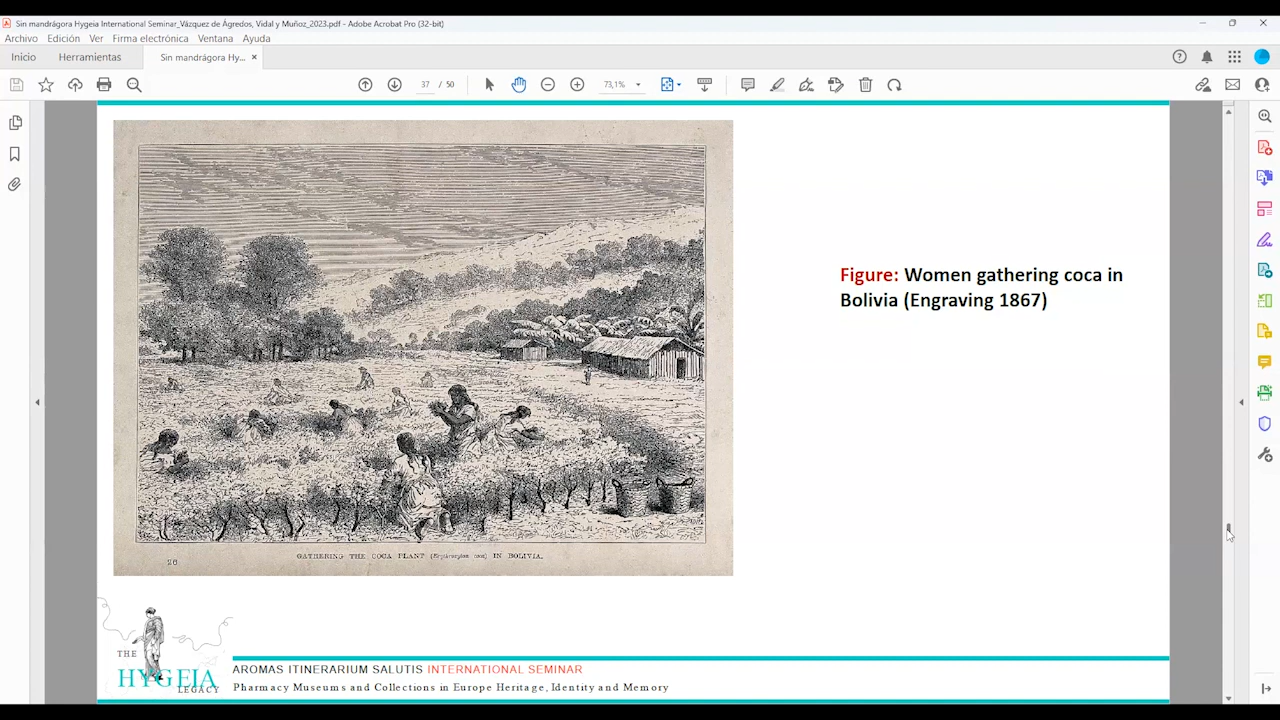 Sin mandrágora Hygeia International Seminar_Vázquez de Ágredos, Vidal y Muñoz_2023.pdf - Adobe Acrobat Pro (32-bit)
Archivo Edición Ver Firma electrónica Ventana Ayuda
Inicio Herramientas Sin mandrágora Hy... ×
37 / 50 73,1%
Figure: Women gathering coca in
Bolivia (Engraving 1867)
GATHERING THE COCA PLANT (Erythroxylon coca) IN BOLIVIA.
26
THE
HYGEIA
LEGACY
AROMAS ITINERARIUM SALUTIS INTERNATIONAL SEMINAR
Pharmacy Museums and Collections in Europe Heritage, Identity and Memory